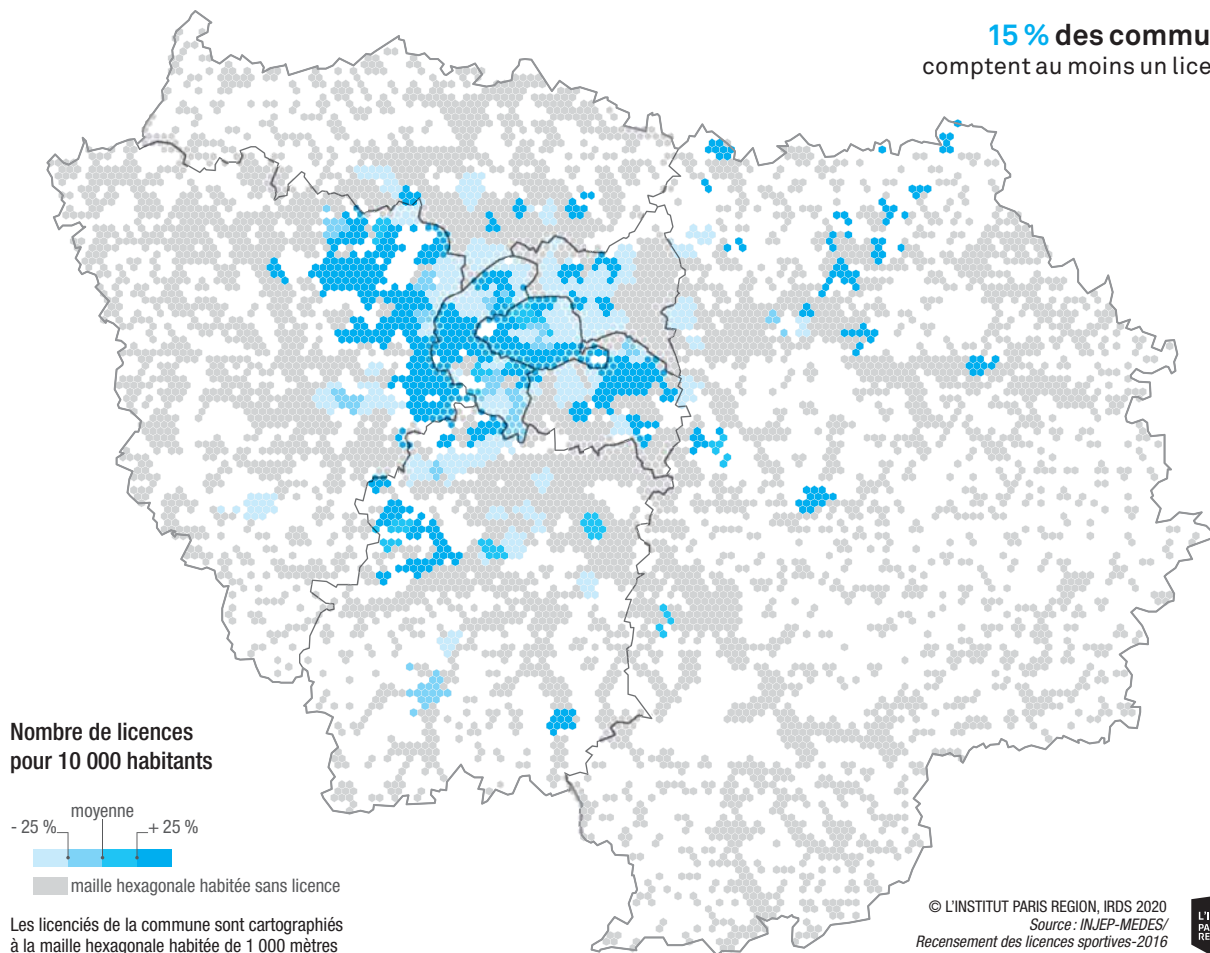 15 % des commu
comptent au moins un lice
Nombre de licences
pour 10 000 habitants
moyenne
- 25 % + 25 %
maille hexagonale habitée sans licence
Les licenciés de la commune sont cartographiés
à la maille hexagonale habitée de 1 000 mètres
© L'INSTITUT PARIS REGION, IRDS 2020
Source : INJEP-MEDES/
Recensement des licences sportives-2016
L'I
PA
RE